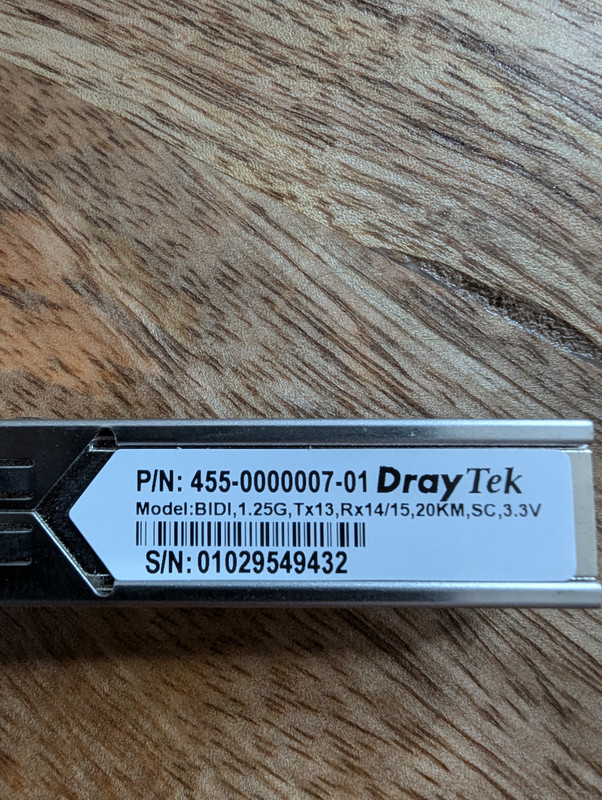 P/N: 455-0000007-01 DrayTek
Model:BIDI,1.25G,Tx13,Rx14/15,20KM,SC,3.3V
S/N: 01029549432